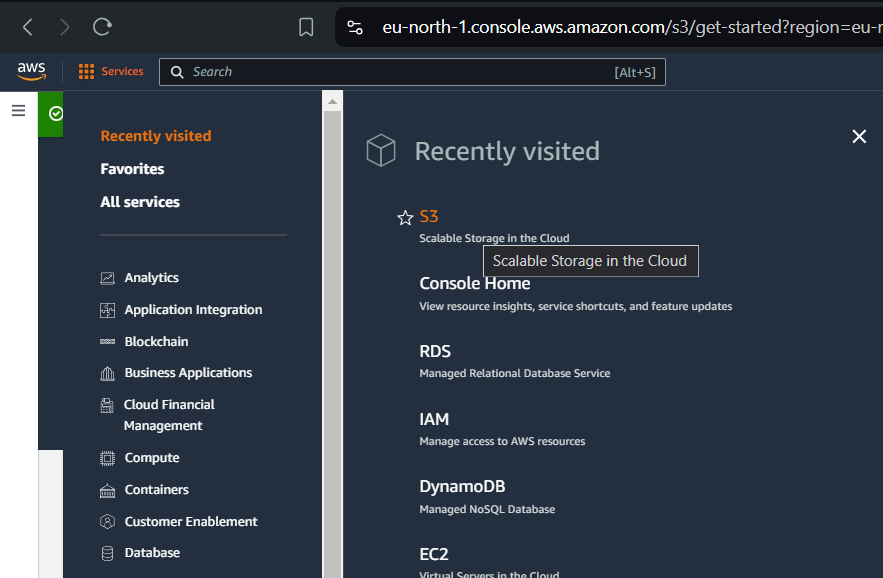 eu-north-1.console.aws.amazon.com/s3/get-started?region=eu-
aws
Services
Search
[Alt+S]
Recently visited
Favorites
All services
Analytics
Application Integration
Blockchain
Business Applications
Cloud Financial
Management
Compute
Containers
Customer Enablement
Database
Recently visited
S3
Scalable Storage in the Cloud
Scalable Storage in the Cloud
Console Home
View resource insights, service shortcuts, and feature updates
RDS
Managed Relational Database Service
IAM
Manage access to AWS resources
DynamoDB
Managed NoSQL Database
EC2
Virtual Servers in the Cloud